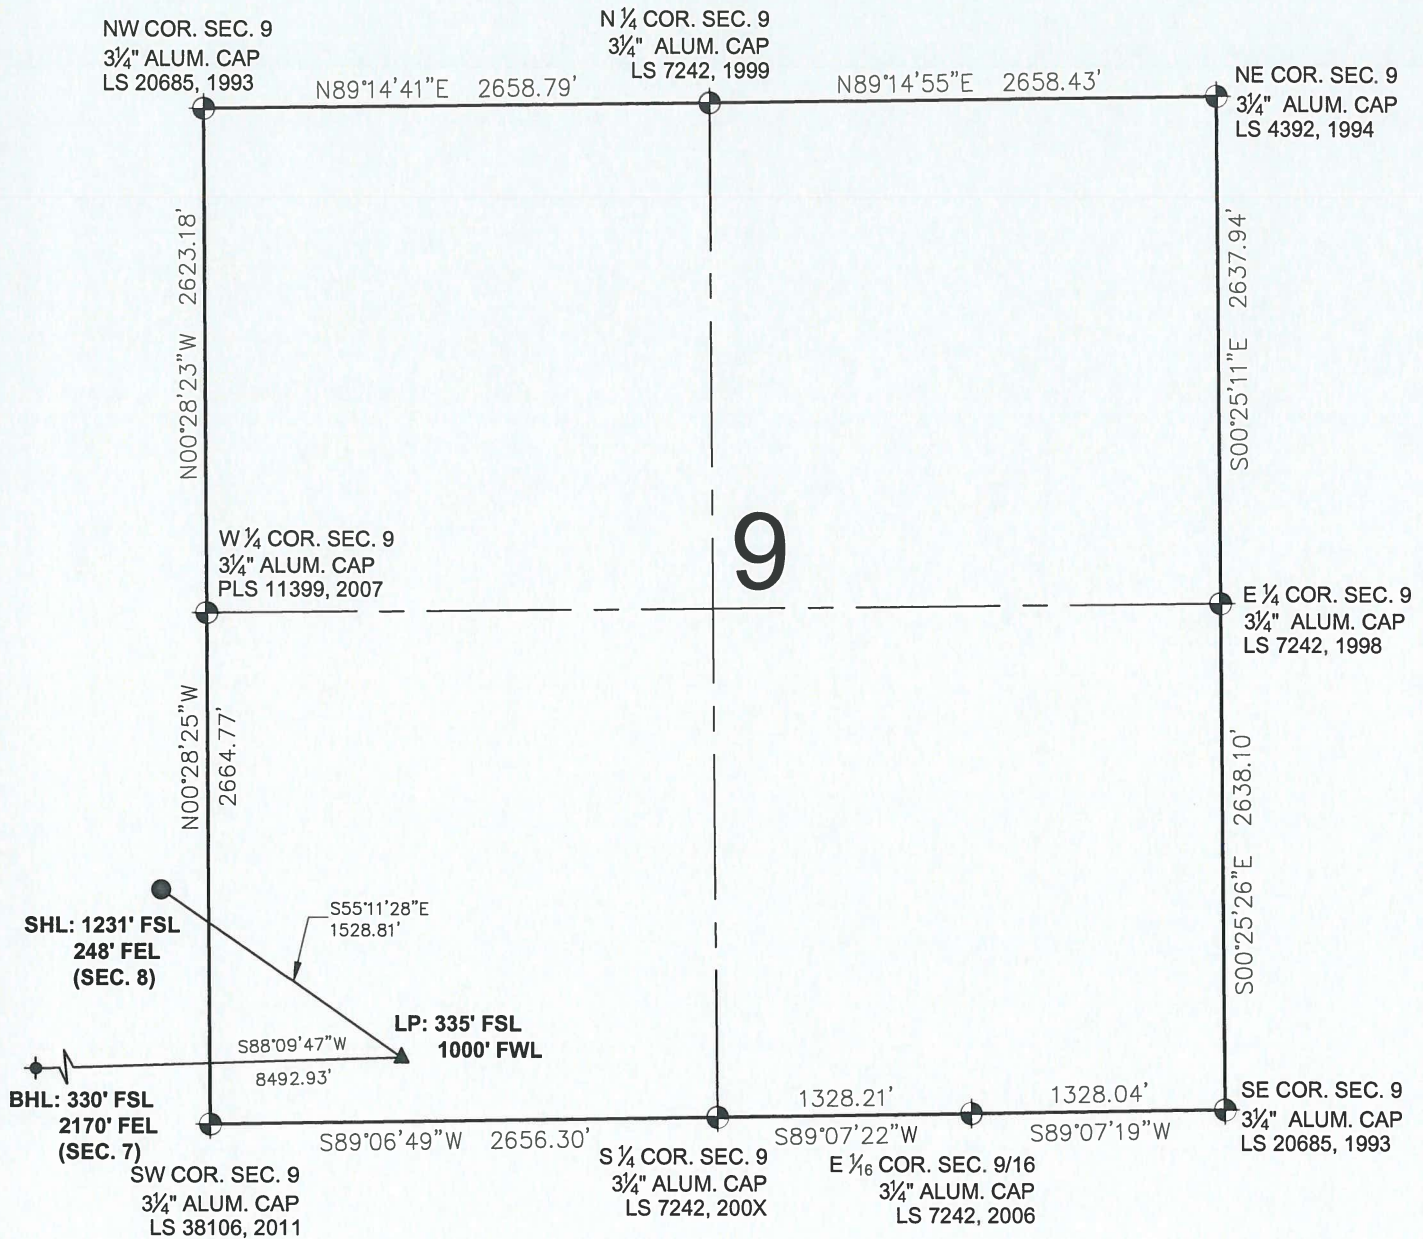 NW COR. SEC. 9
3¼" ALUM. CAP
LS 20685, 1993
N89°14'41"E 2658.79'
N ¼ COR. SEC. 9
3¼" ALUM. CAP
LS 7242, 1999
N89°14'55"E 2658.43'
NE COR. SEC. 9
3¼" ALUM. CAP
LS 4392, 1994
N00°28'23"W 2623.18'
S00°25'11"E 2637.94'
W ¼ COR. SEC. 9
3¼" ALUM. CAP
PLS 11399, 2007
9
E ¼ COR. SEC. 9
3¼" ALUM. CAP
LS 7242, 1998
N00°28'25"W
2664.77'
S00°25'26"E 2638.10'
SHL: 1231' FSL
248' FEL
(SEC. 8)
S55°11'28"E
1528.81'
LP: 335' FSL
1000' FWL
S88°09'47"W
8492.93'
BHL: 330' FSL
2170' FEL
(SEC. 7)
SW COR. SEC. 9
3¼" ALUM. CAP
LS 38106, 2011
S89°06'49"W 2656.30'
S ¼ COR. SEC. 9
3¼" ALUM. CAP
LS 7242, 200X
1328.21'
S89°07'22"W
E 1⁄16 COR. SEC. 9/16
3¼" ALUM. CAP
LS 7242, 2006
1328.04'
S89°07'19"W
SE COR. SEC. 9
3¼" ALUM. CAP
LS 20685, 1993